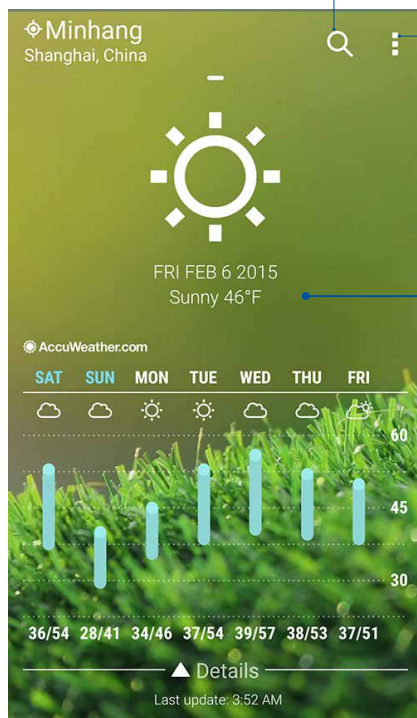 Minhang
Shanghai, China
FRI FEB 6 2015
Sunny 46°F
AccuWeather.com
SAT SUN MON TUE WED THU FRI
60
45
30
36/54 28/41 34/46 37/54 39/57 38/53 37/51
Details
Last update: 3:52 AM